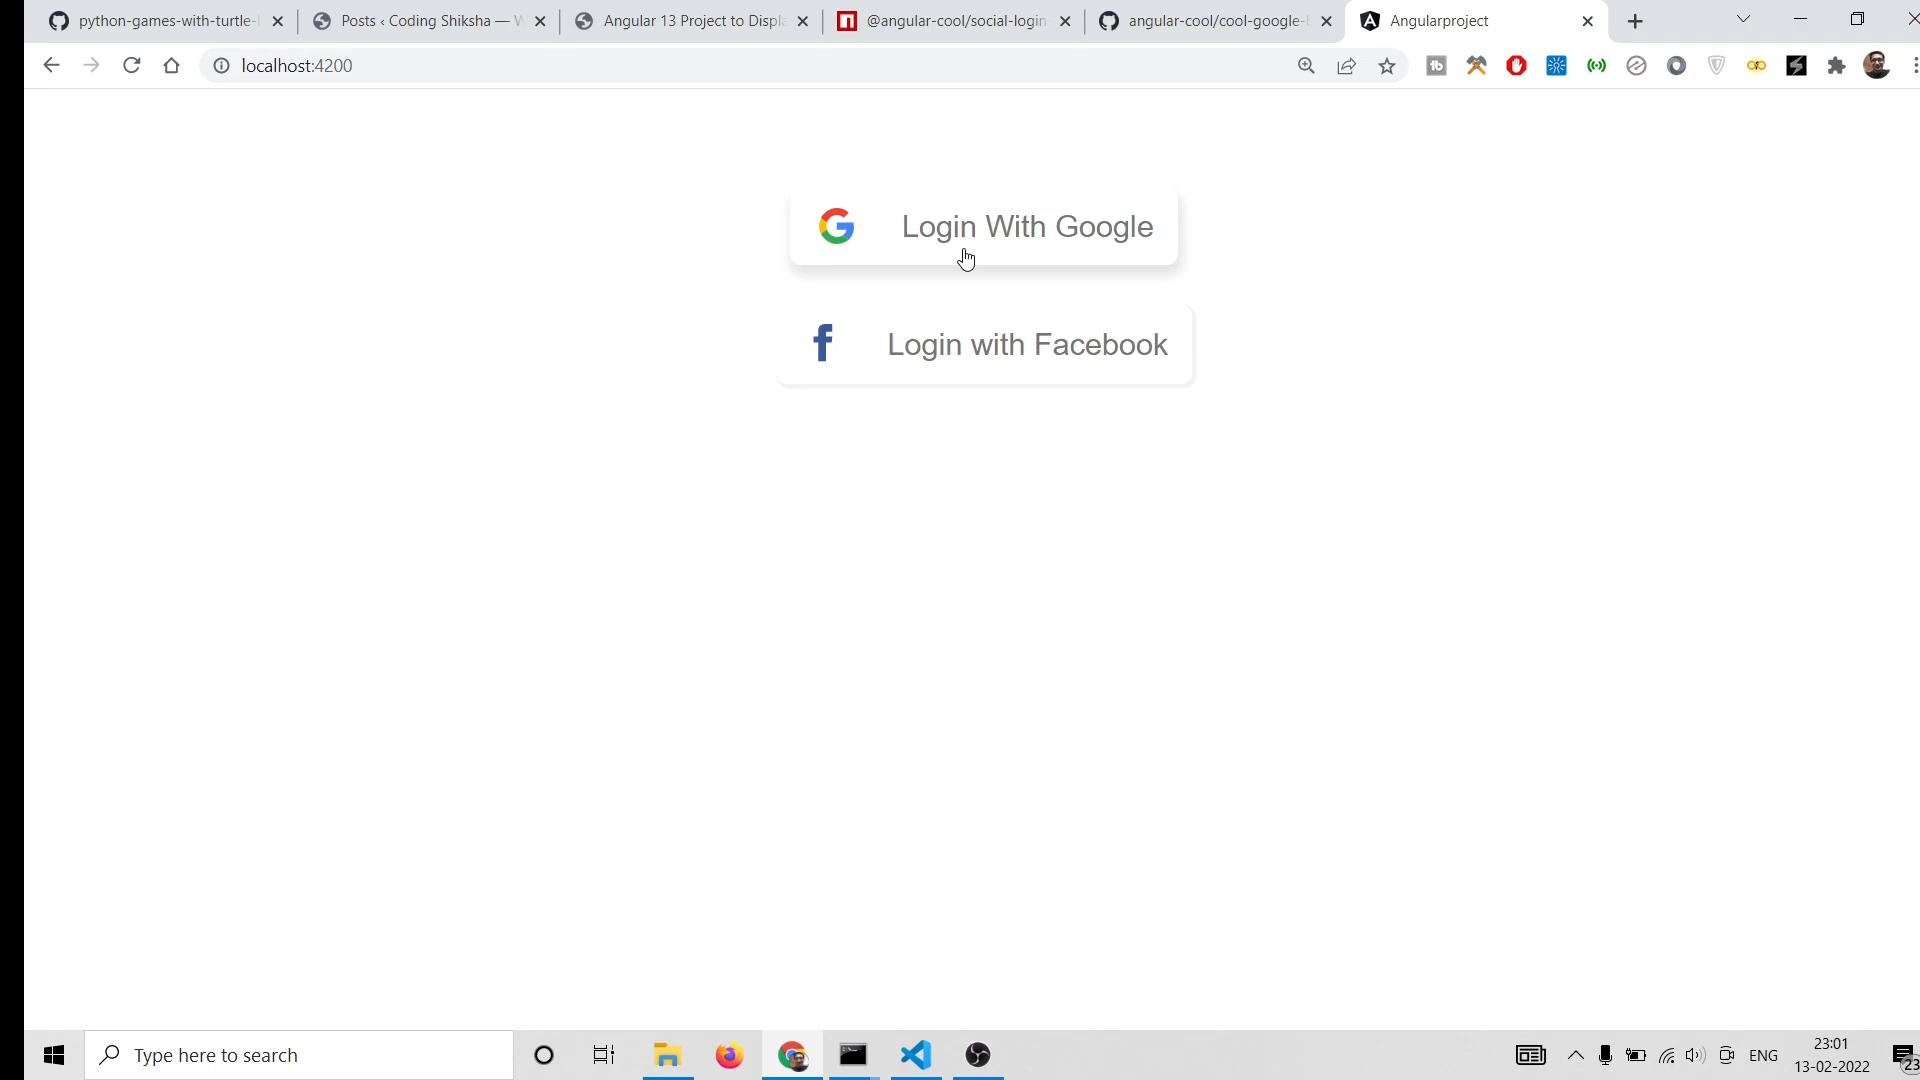 python-games-with-turtle-
Posts ‹ Coding Shiksha — W
Angular 13 Project to Displa
@angular-cool/social-login
angular-cool/cool-google-
Angularproject
localhost:4200
Login With Google
Login with Facebook
Type here to search
ENG
23:01
13-02-2022
23